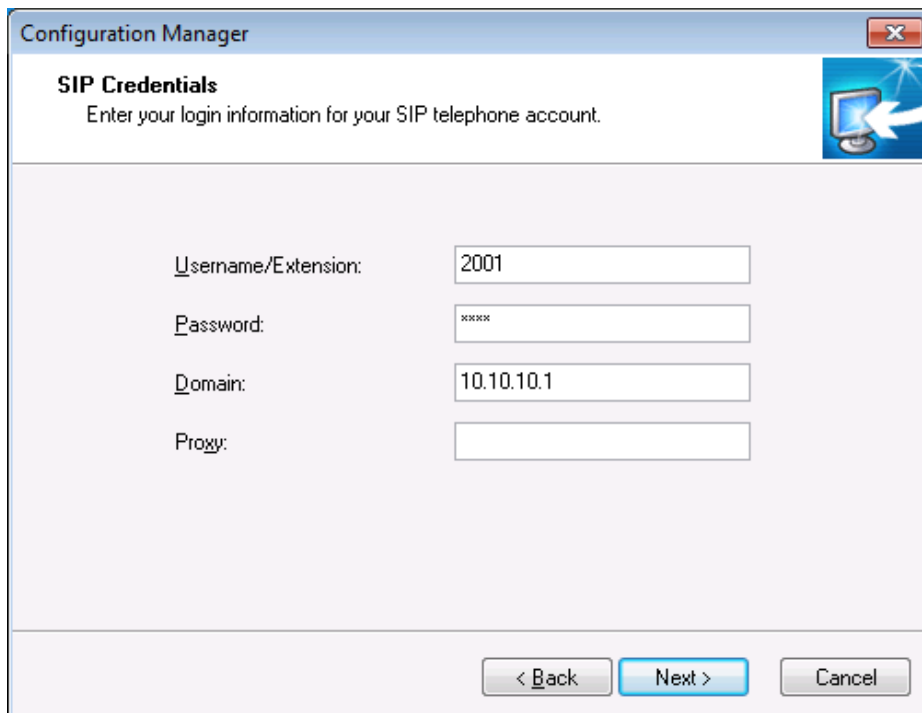 Configuration Manager
SIP Credentials
Enter your login information for your SIP telephone account.
Username/Extension: 2001
Password: ****
Domain: 10.10.10.1
Proxy:
< Back Next > Cancel